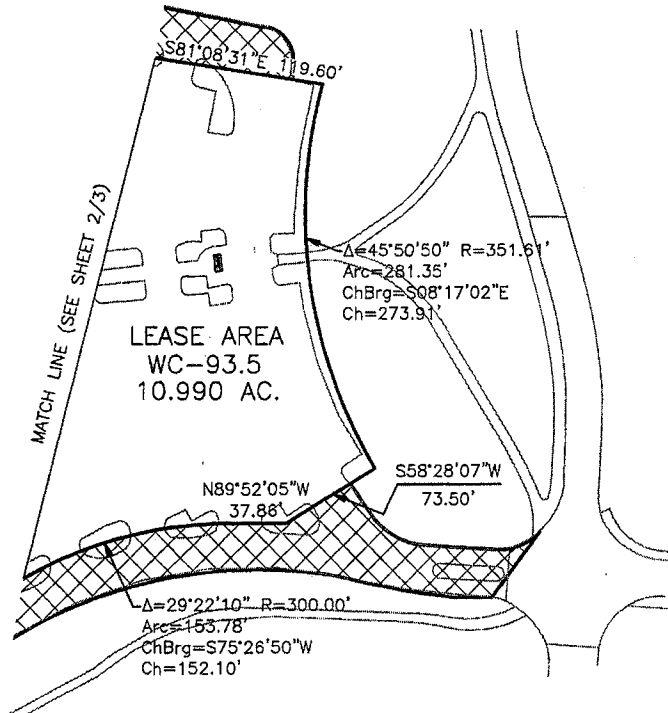 S81°08'31"E 119.60'
MATCH LINE (SEE SHEET 2/3)
Δ=45°50'50" R=351.61'
Arc=281.35'
ChBrg=S08°17'02"E
Ch=273.91'
LEASE AREA
WC-93.5
10.990 AC.
S58°28'07"W
73.50'
N89°52'05"W
37.86'
Δ=29°22'10" R=300.00'
Arc=153.78'
ChBrg=S75°26'50"W
Ch=152.10'